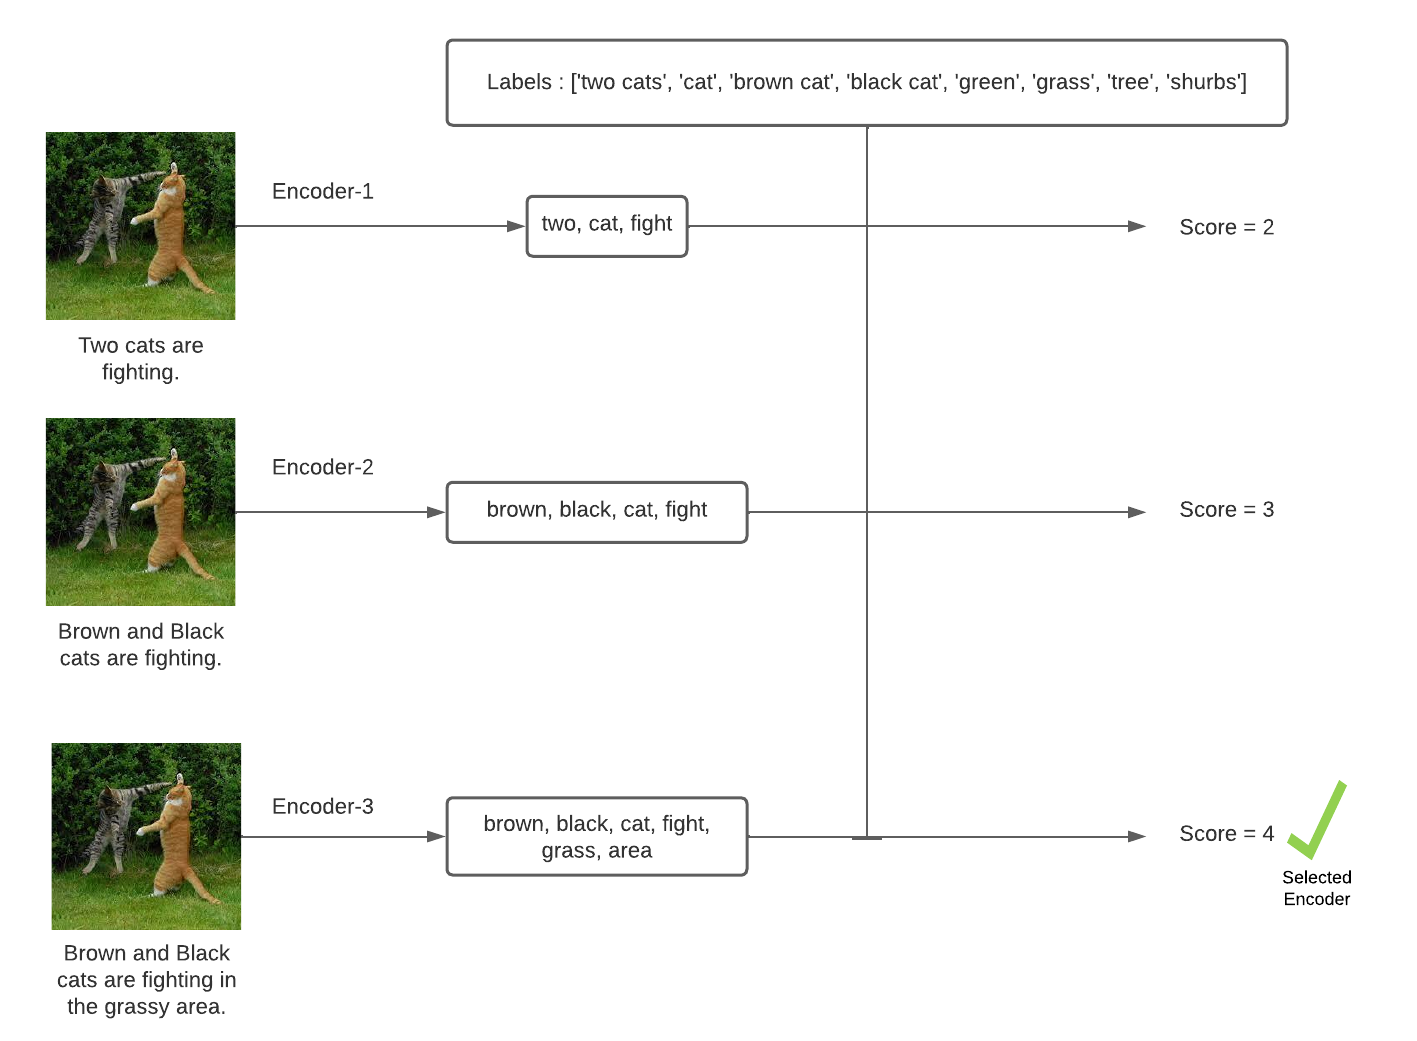 Labels : ['two cats', 'cat', 'brown cat', 'black cat', 'green', 'grass', 'tree', 'shurbs']
Encoder-1
two, cat, fight
Score = 2
Two cats are
fighting.
Encoder-2
brown, black, cat, fight
Score = 3
Brown and Black
cats are fighting.
Encoder-3
brown, black, cat, fight,
grass, area
Score = 4
Selected
Encoder
Brown and Black
cats are fighting in
the grassy area.